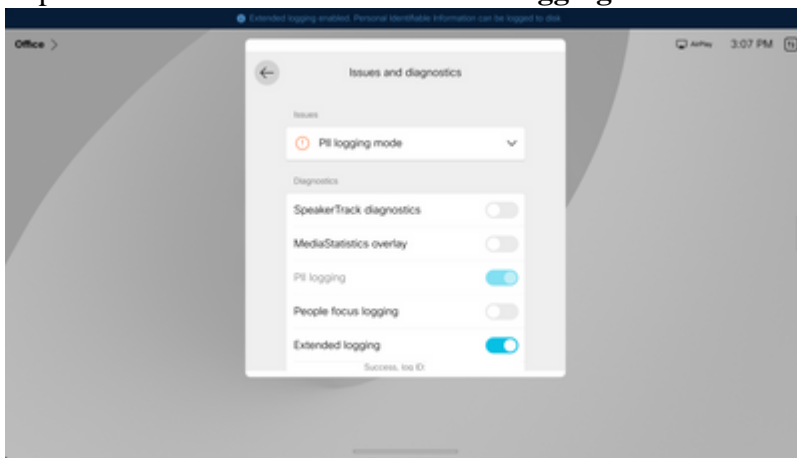 Extended logging enabled. Personal Identifiable Information can be logged to disk
Office >
AirPlay 3:07 PM
Issues and diagnostics
Issues
PII logging mode
Diagnostics
SpeakerTrack diagnostics
MediaStatistics overlay
PII logging
People focus logging
Extended logging
Success, log ID: